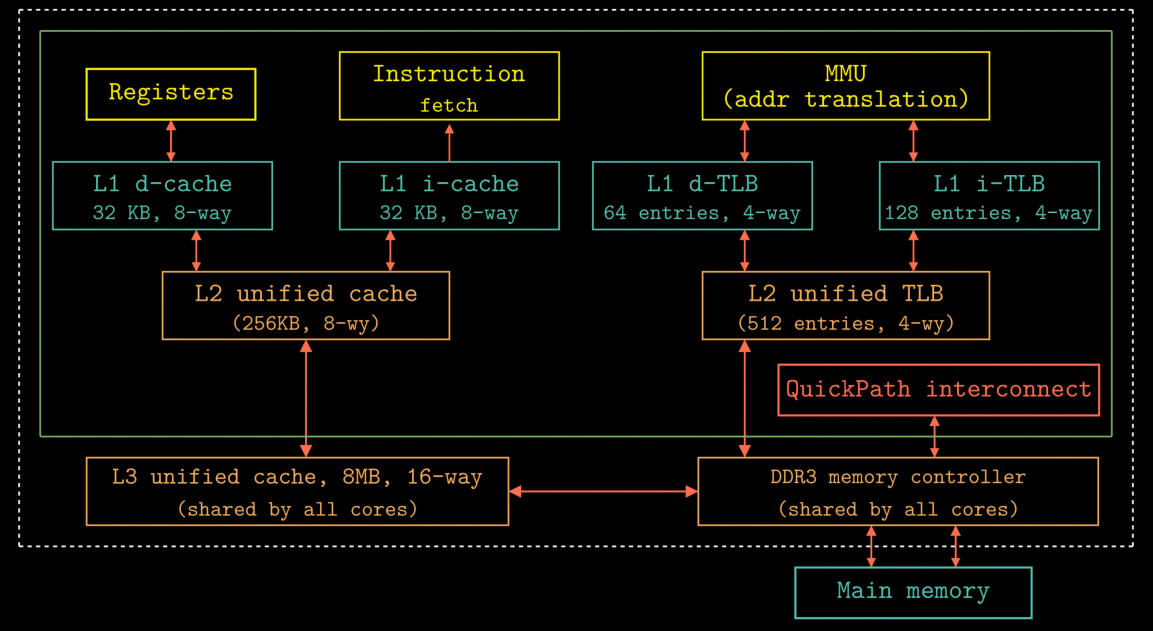 Registers
Instruction
fetch
MMU
(addr translation)
L1 d-cache
32 KB, 8-way
L1 i-cache
32 KB, 8-way
L1 d-TLB
64 entries, 4-way
L1 i-TLB
128 entries, 4-way
L2 unified cache
(256KB, 8-wy)
L2 unified TLB
(512 entries, 4-wy)
QuickPath interconnect
L3 unified cache, 8MB, 16-way
(shared by all cores)
DDR3 memory controller
(shared by all cores)
Main memory